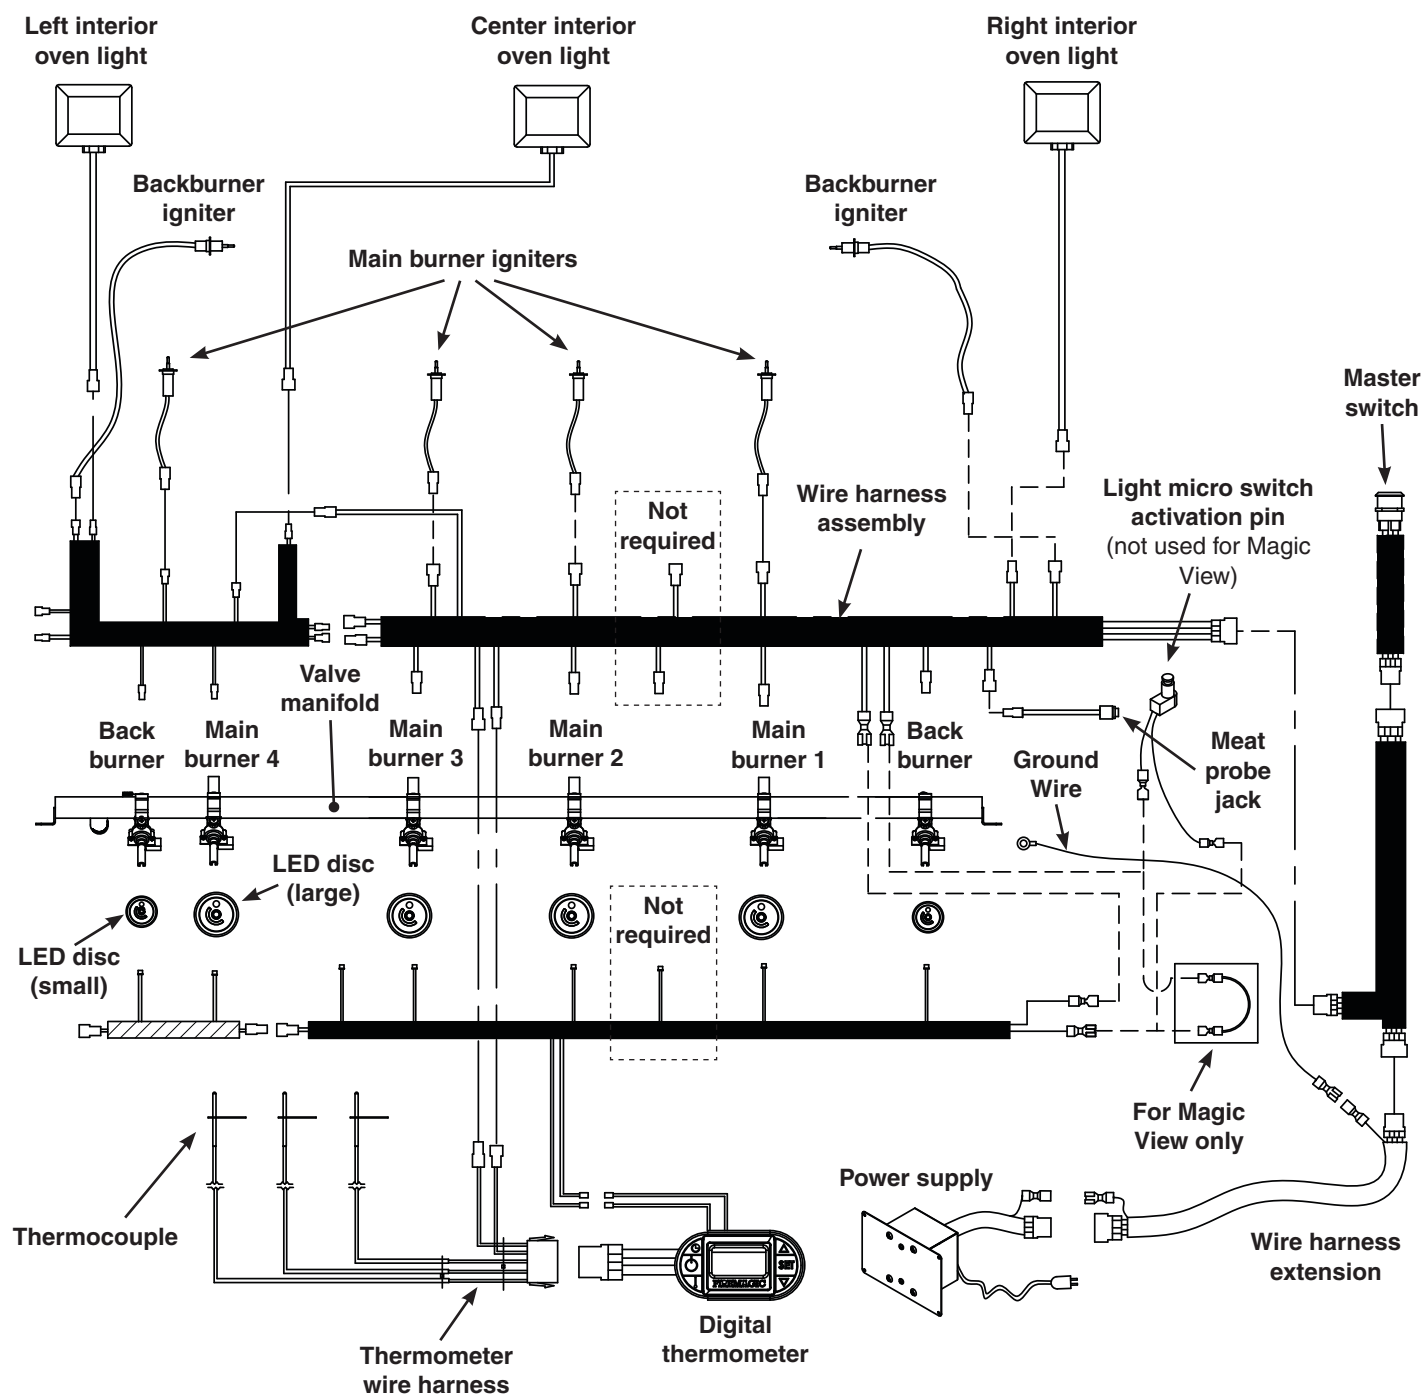 Left interior
oven light
Center interior
oven light
Right interior
oven light
Backburner
igniter
Backburner
igniter
Main burner igniters
Master
switch
Light micro switch
activation pin
(not used for Magic
View)
Wire harness
assembly
Not
required
Valve
manifold
Back
burner
Main
burner 4
Main
burner 3
Main
burner 2
Main
burner 1
Back
burner
Meat
probe
jack
Ground
Wire
LED disc
(large)
LED disc
(small)
Not
required
For Magic
View only
Thermocouple
Power supply
Wire harness
extension
SET
FIREMAGIC
Digital
thermometer
Thermometer
wire harness